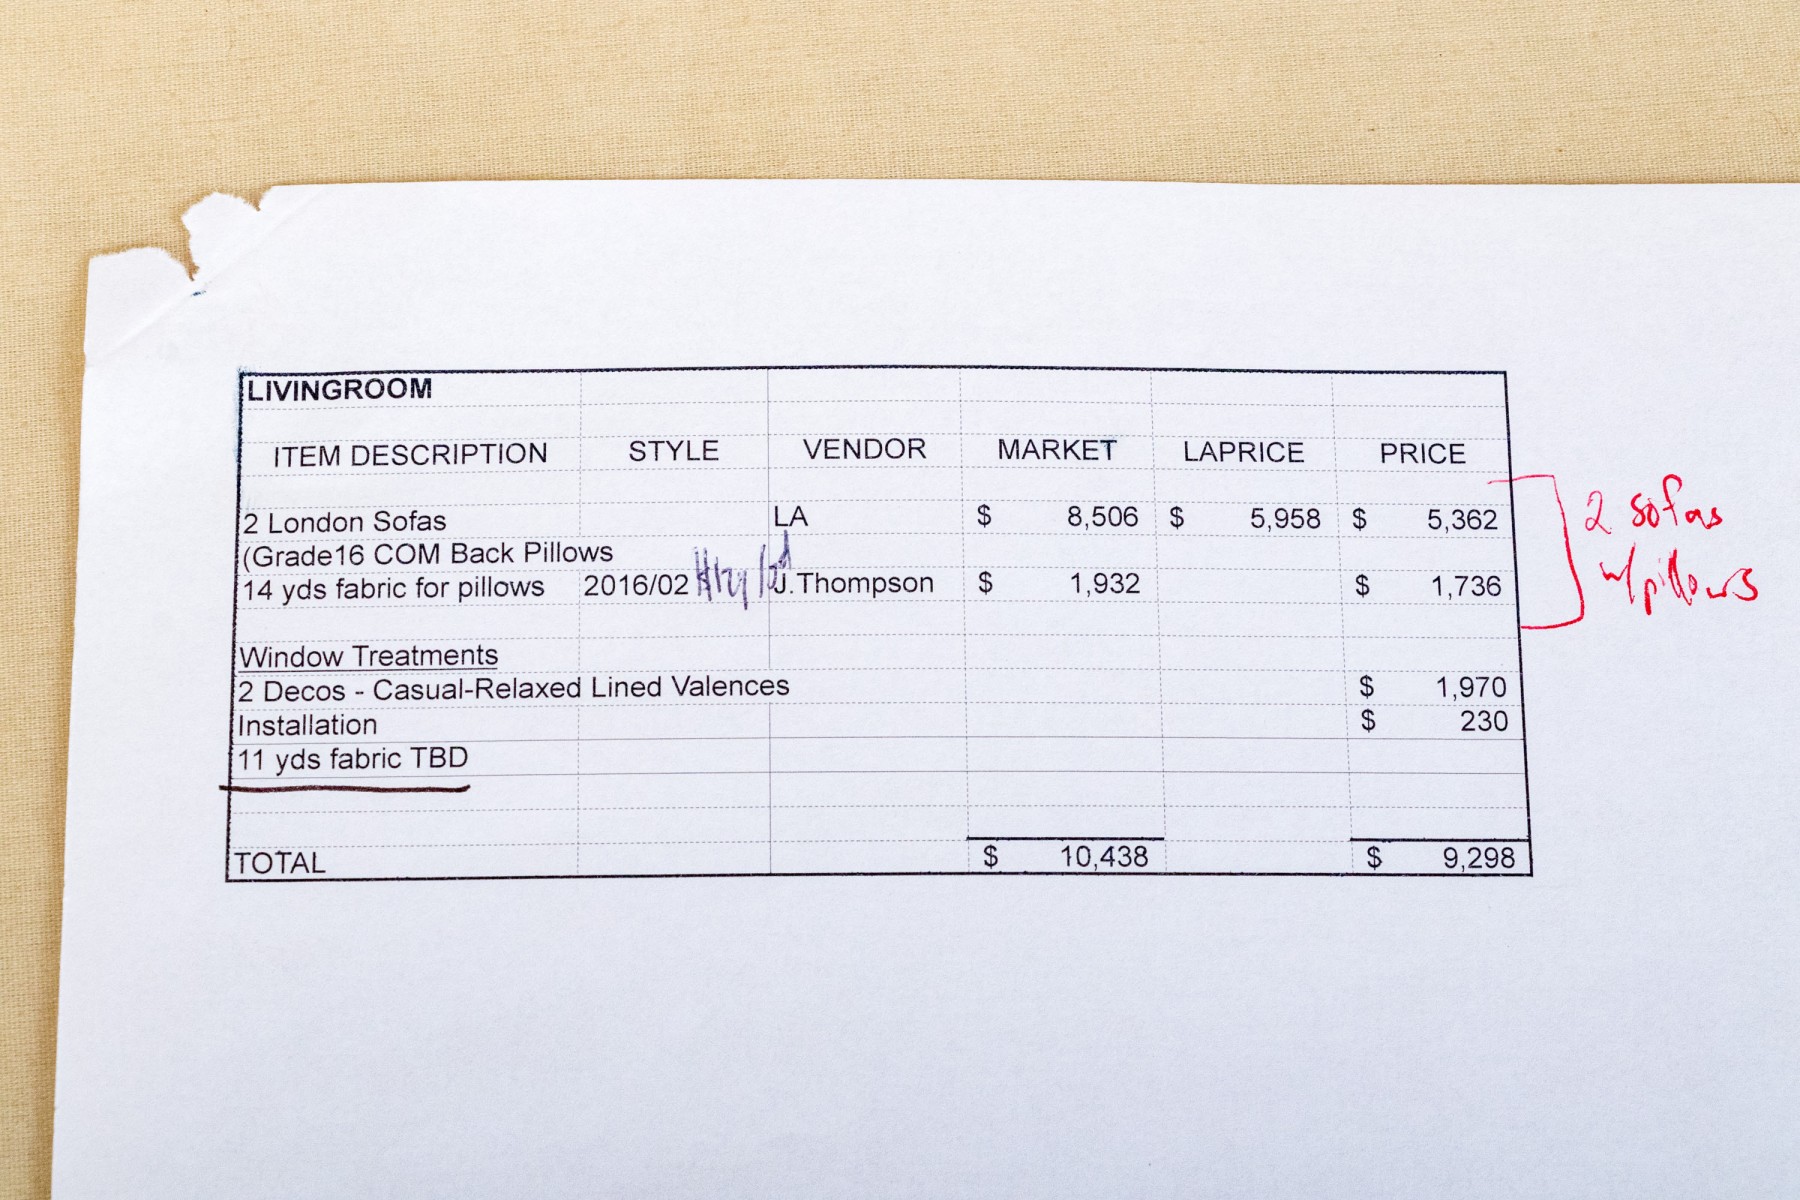 LIVINGROOM
ITEM DESCRIPTION STYLE VENDOR MARKET LAPRICE PRICE
2 London Sofas LA $ 8,506 $ 5,958 $ 5,362
(Grade16 COM Back Pillows
14 yds fabric for pillows 2016/02 J.Thompson $ 1,932 $ 1,736
2 sofas
w/pillows
Window Treatments
2 Decos - Casual-Relaxed Lined Valences $ 1,970
Installation $ 230
11 yds fabric TBD
TOTAL $ 10,438 $ 9,298